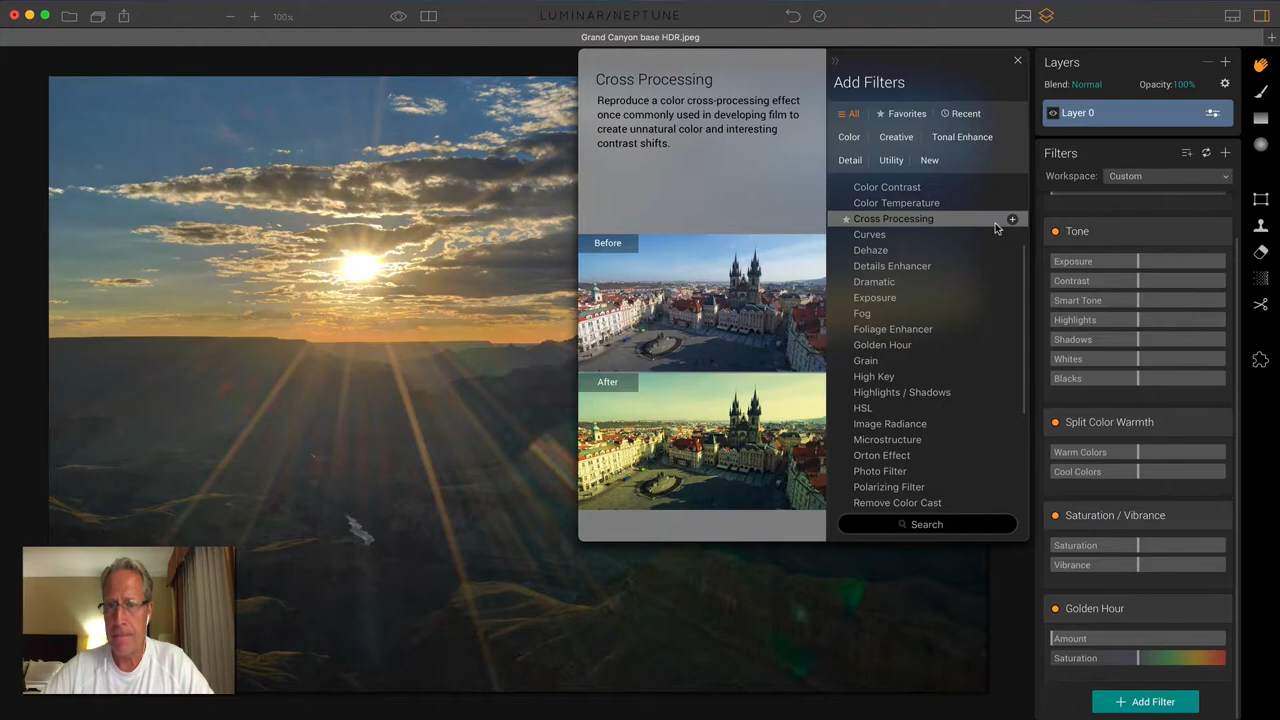 100%
LUMINAR/NEPTUNE
Grand Canyon base HDR.jpeg
Cross Processing
Reproduce a color cross-processing effect
once commonly used in developing film to
create unnatural color and interesting
contrast shifts.
Before
After
Add Filters
All
Favorites
Recent
Color
Creative
Tonal Enhance
Detail
Utility
New
Color Contrast
Color Temperature
Cross Processing
Curves
Dehaze
Details Enhancer
Dramatic
Exposure
Fog
Foliage Enhancer
Golden Hour
Grain
High Key
Highlights / Shadows
HSL
Image Radiance
Microstructure
Orton Effect
Photo Filter
Polarizing Filter
Remove Color Cast
Search
Layers
Blend: Normal
Opacity: 100%
Layer 0
Filters
Workspace: Custom
Tone
Exposure
Contrast
Smart Tone
Highlights
Shadows
Whites
Blacks
Split Color Warmth
Warm Colors
Cool Colors
Saturation / Vibrance
Saturation
Vibrance
Golden Hour
Amount
Saturation
Add Filter